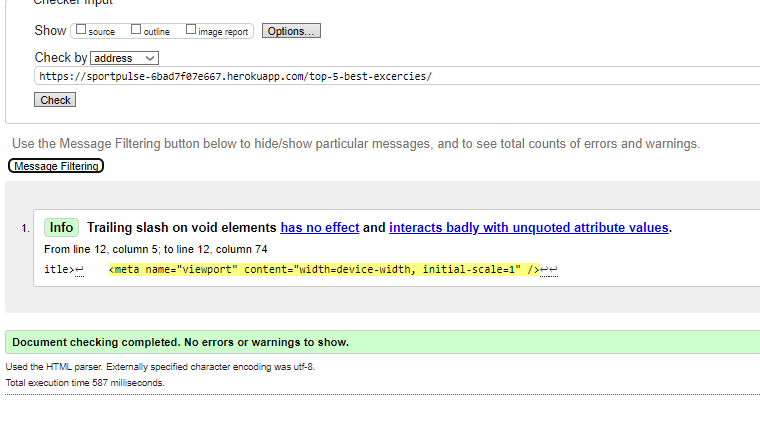 Checker Input
Show source outline image report Options...
Check by address
https://sportpulse-6bad7f07e667.herokuapp.com/top-5-best-excercies/
Check
Use the Message Filtering button below to hide/show particular messages, and to see total counts of errors and warnings.
Message Filtering
1. Info Trailing slash on void elements has no effect and interacts badly with unquoted attribute values.
From line 12, column 5; to line 12, column 74
itle>↩ <meta name="viewport" content="width=device-width, initial-scale=1" />↩↩
Document checking completed. No errors or warnings to show.
Used the HTML parser. Externally specified character encoding was utf-8.
Total execution time 587 milliseconds.